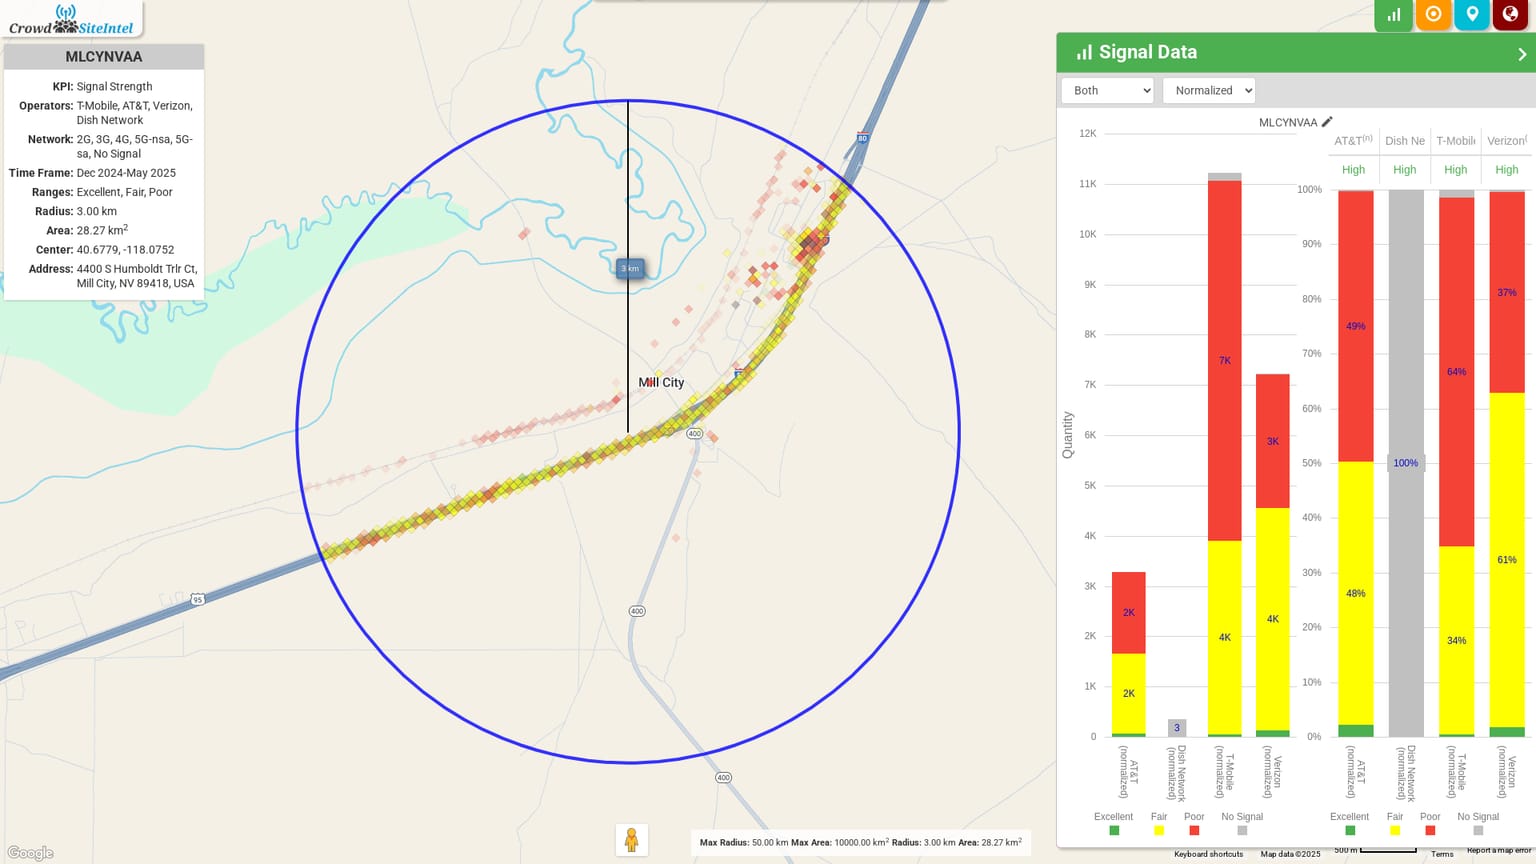 Crowd SiteIntel
MLCYNVAA
KPI: Signal Strength
Operators: T-Mobile, AT&T, Verizon,
Dish Network
Network: 2G, 3G, 4G, 5G-nsa, 5G-
sa, No Signal
Time Frame: Dec 2024-May 2025
Ranges: Excellent, Fair, Poor
Radius: 3.00 km
Area: 28.27 km2
Center: 40.6779, -118.0752
Address: 4400 S Humboldt Trlr Ct,
Mill City, NV 89418, USA
80
3 km
Mill City
400
95
400
400
Google
Max Radius: 50.00 km Max Area: 10000.00 km2 Radius: 3.00 km Area: 28.27 km2
Signal Data
Both
Normalized
MLCYNVAA
12K
11K
10K
9K
8K
7K
6K
5K
4K
3K
2K
1K
0
Quantity
2K
2K
3
7K
4K
3K
4K
AT&T
(normalized)
Dish Network
(normalized)
T-Mobile
(normalized)
Verizon
(normalized)
Excellent
Fair
Poor
No Signal
AT&T(n)
Dish Ne
T-Mobile
Verizon(
High
High
High
High
100%
90%
80%
70%
60%
50%
40%
30%
20%
10%
0%
49%
48%
100%
64%
34%
37%
61%
AT&T
(normalized)
Dish Network
(normalized)
T-Mobile
(normalized)
Verizon
(normalized)
Excellent
Fair
Poor
No Signal
Keyboard shortcuts
Map data ©2025
500 m
Terms
Report a map error